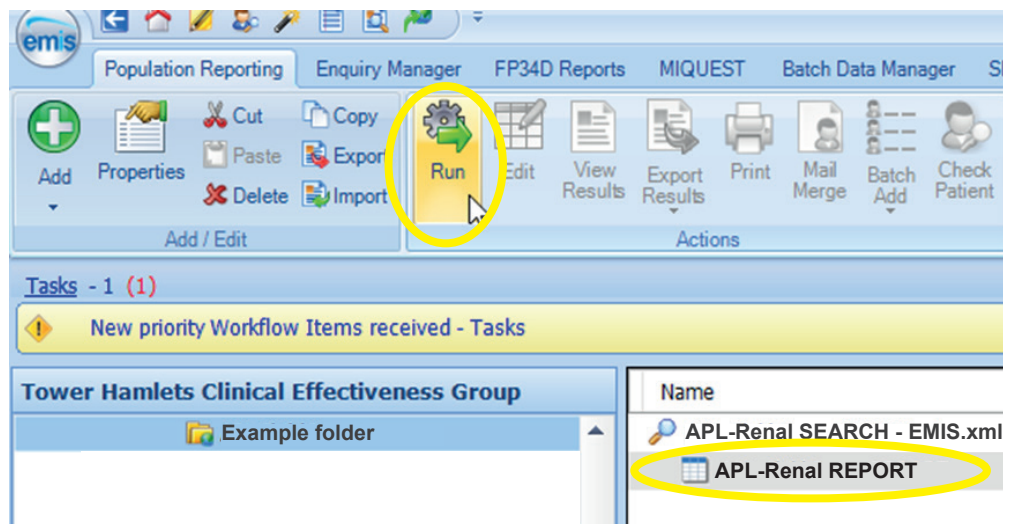 emis
Population Reporting Enquiry Manager FP34D Reports MIQUEST Batch Data Manager
Add Properties Cut Paste Delete Copy Export Import Run Edit View Results Export Results Print Mail Merge Batch Add Check Patient
Add / Edit Actions
Tasks - 1 (1)
New priority Workflow Items received - Tasks
Tower Hamlets Clinical Effectiveness Group Name
Example folder APL-Renal SEARCH - EMIS.xml
APL-Renal REPORT